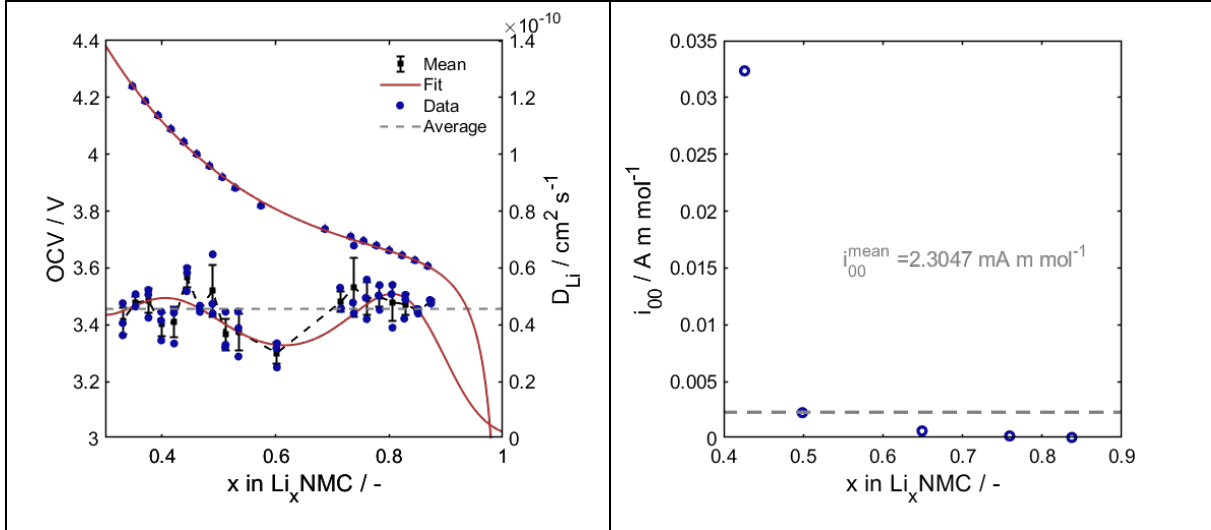 ×10⁻¹⁰
4.4
4.2
4
3.8
3.6
3.4
3.2
3
OCV / V
Mean
Fit
Data
Average
1.4
1.2
1
0.8
0.6
0.4
0.2
0
D_Li / cm² s⁻¹
0.4 0.6 0.8 1
x in Li_xNMC / -
0.035
0.03
0.025
0.02
0.015
0.01
0.005
0
i_00 / A m mol⁻¹
i_00^mean =2.3047 mA m mol⁻¹
0.4 0.5 0.6 0.7 0.8 0.9
x in Li_xNMC / -